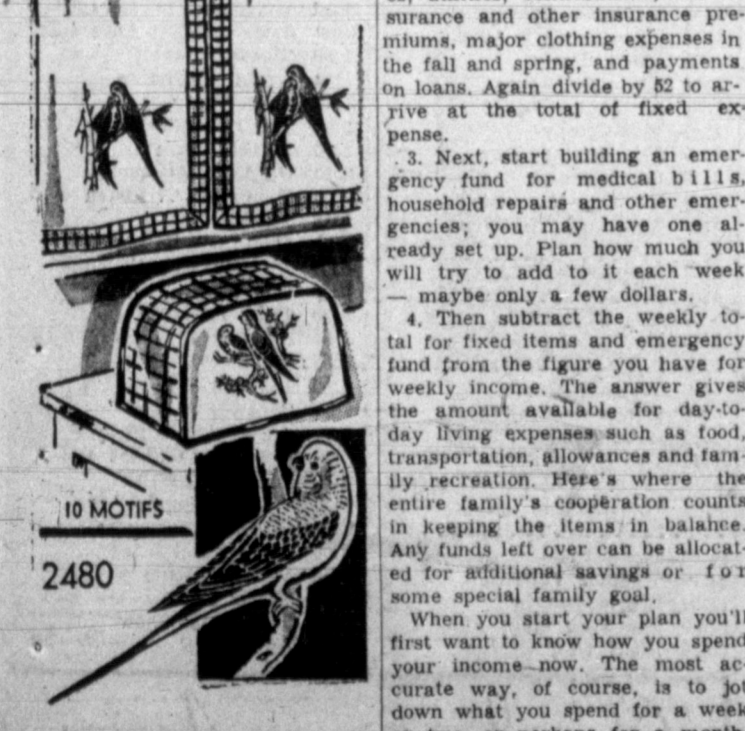 10 MOTIFS
2480
surance and other insurance pre-
miums, major clothing expenses in
the fall and spring, and payments
on loans. Again divide by 52 to ar-
rive at the total of fixed ex-
pense.
3. Next, start building an emer-
gency fund for medical bills,
household repairs and other emer-
gencies; you may have one al-
ready set up. Plan how much you
will try to add to it each week
— maybe only a few dollars.
4. Then subtract the weekly to-
tal for fixed items and emergency
fund from the figure you have for
weekly income. The answer gives
the amount available for day-to-
day living expenses such as food,
transportation, allowances and fam-
ily recreation. Here's where the
entire family's cooperation counts
in keeping the items in balance.
Any funds left over can be allocat-
ed for additional savings or for
some special family goal.
When you start your plan you'll
first want to know how you spend
your income now. The most ac-
curate way, of course, is to jot
down what you spend for a week